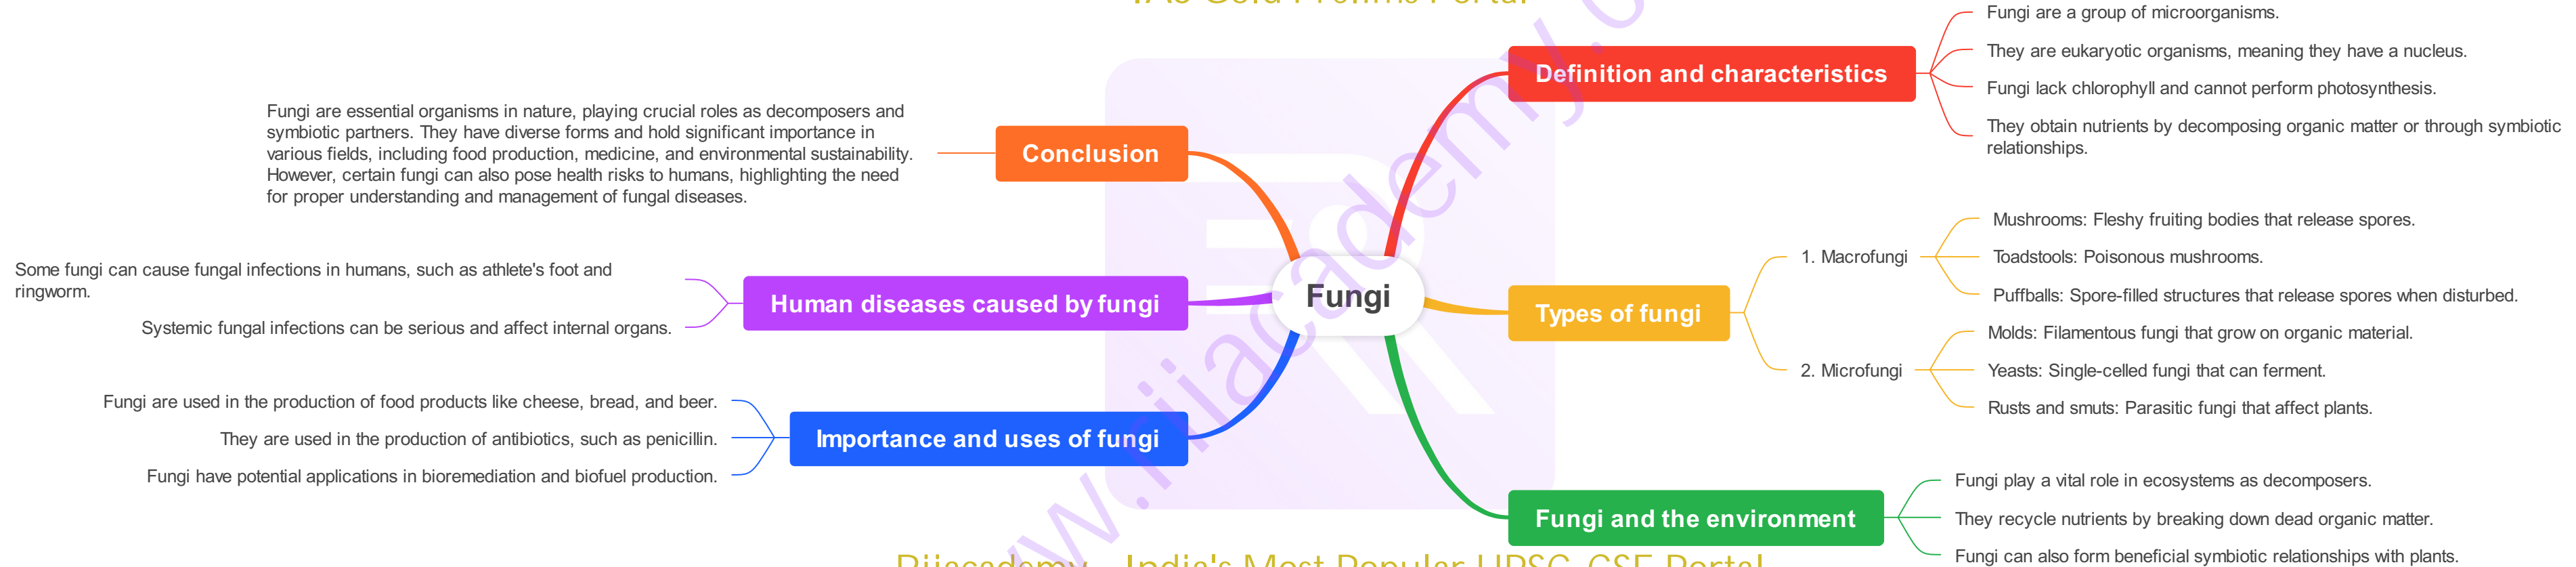 Fungi
Definition and characteristics
Fungi are a group of microorganisms.
They are eukaryotic organisms, meaning they have a nucleus.
Fungi lack chlorophyll and cannot perform photosynthesis.
They obtain nutrients by decomposing organic matter or through symbiotic
relationships.
Types of fungi
1. Macrofungi
Mushrooms: Fleshy fruiting bodies that release spores.
Toadstools: Poisonous mushrooms.
Puffballs: Spore-filled structures that release spores when disturbed.
2. Microfungi
Molds: Filamentous fungi that grow on organic material.
Yeasts: Single-celled fungi that can ferment.
Rusts and smuts: Parasitic fungi that affect plants.
Fungi and the environment
Fungi play a vital role in ecosystems as decomposers.
They recycle nutrients by breaking down dead organic matter.
Fungi can also form beneficial symbiotic relationships with plants.
Importance and uses of fungi
Fungi are used in the production of food products like cheese, bread, and beer.
They are used in the production of antibiotics, such as penicillin.
Fungi have potential applications in bioremediation and biofuel production.
Human diseases caused by fungi
Some fungi can cause fungal infections in humans, such as athlete's foot and
ringworm.
Systemic fungal infections can be serious and affect internal organs.
Conclusion
Fungi are essential organisms in nature, playing crucial roles as decomposers and
symbiotic partners. They have diverse forms and hold significant importance in
various fields, including food production, medicine, and environmental sustainability.
However, certain fungi can also pose health risks to humans, highlighting the need
for proper understanding and management of fungal diseases.
Rijacademy - India's Most Popular UPSC-CSE Portal